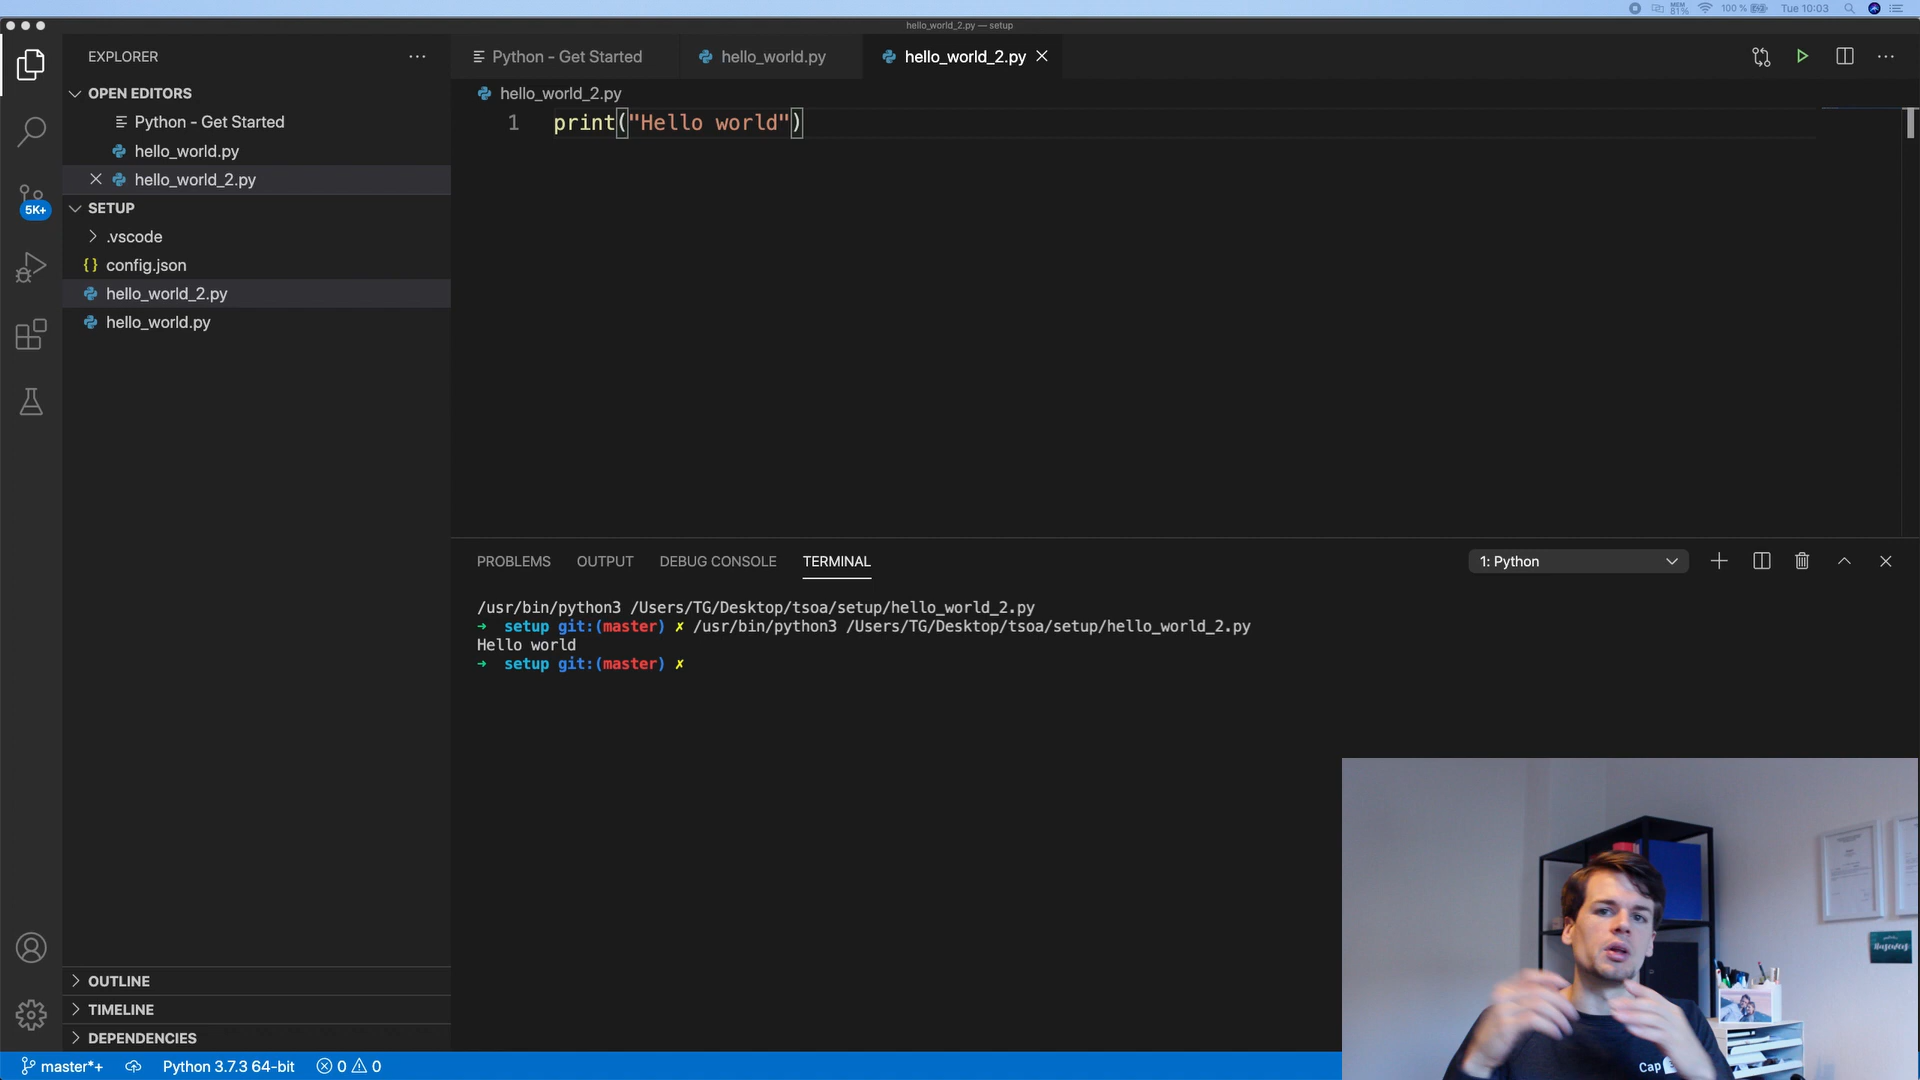 MEM
81%
100 %
Tue 10:03
hello_world_2.py — setup
EXPLORER
Python - Get Started
hello_world.py
hello_world_2.py
OPEN EDITORS
Python - Get Started
hello_world.py
hello_world_2.py
5K+
SETUP
.vscode
{} config.json
hello_world_2.py
hello_world.py
hello_world_2.py
1 print("Hello world")
PROBLEMS
OUTPUT
DEBUG CONSOLE
TERMINAL
1: Python
/usr/bin/python3 /Users/TG/Desktop/tsoa/setup/hello_world_2.py
➜ setup git:(master) ✗ /usr/bin/python3 /Users/TG/Desktop/tsoa/setup/hello_world_2.py
Hello world
➜ setup git:(master) ✗
OUTLINE
TIMELINE
DEPENDENCIES
master*+
Python 3.7.3 64-bit
0
0
Cap